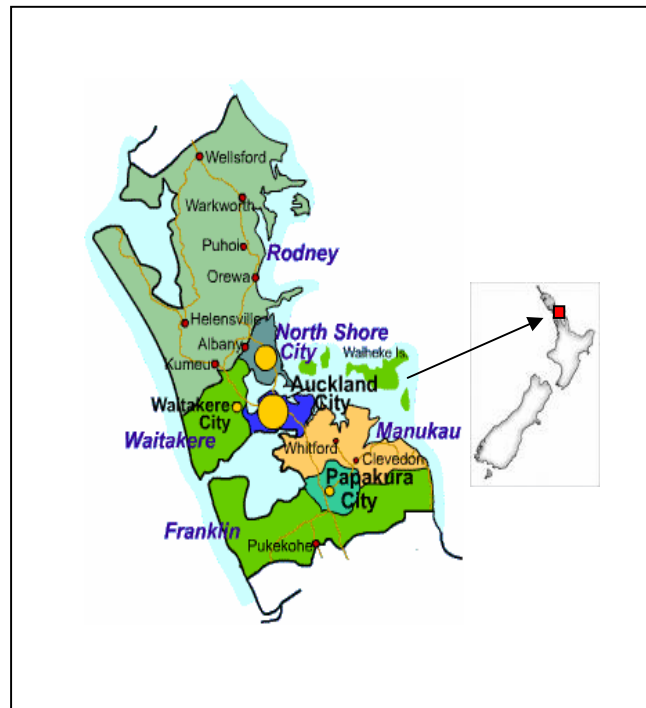 Wellsford
Warkworth
Puhoi
Rodney
Orewa
Helensville
North Shore
City
Albany
Waiheke Is.
Kumeu
Auckland
City
Waitakere
City
Waitakere
Manukau
Whitford
Clevedon
Papakura
City
Franklin
Pukekohe